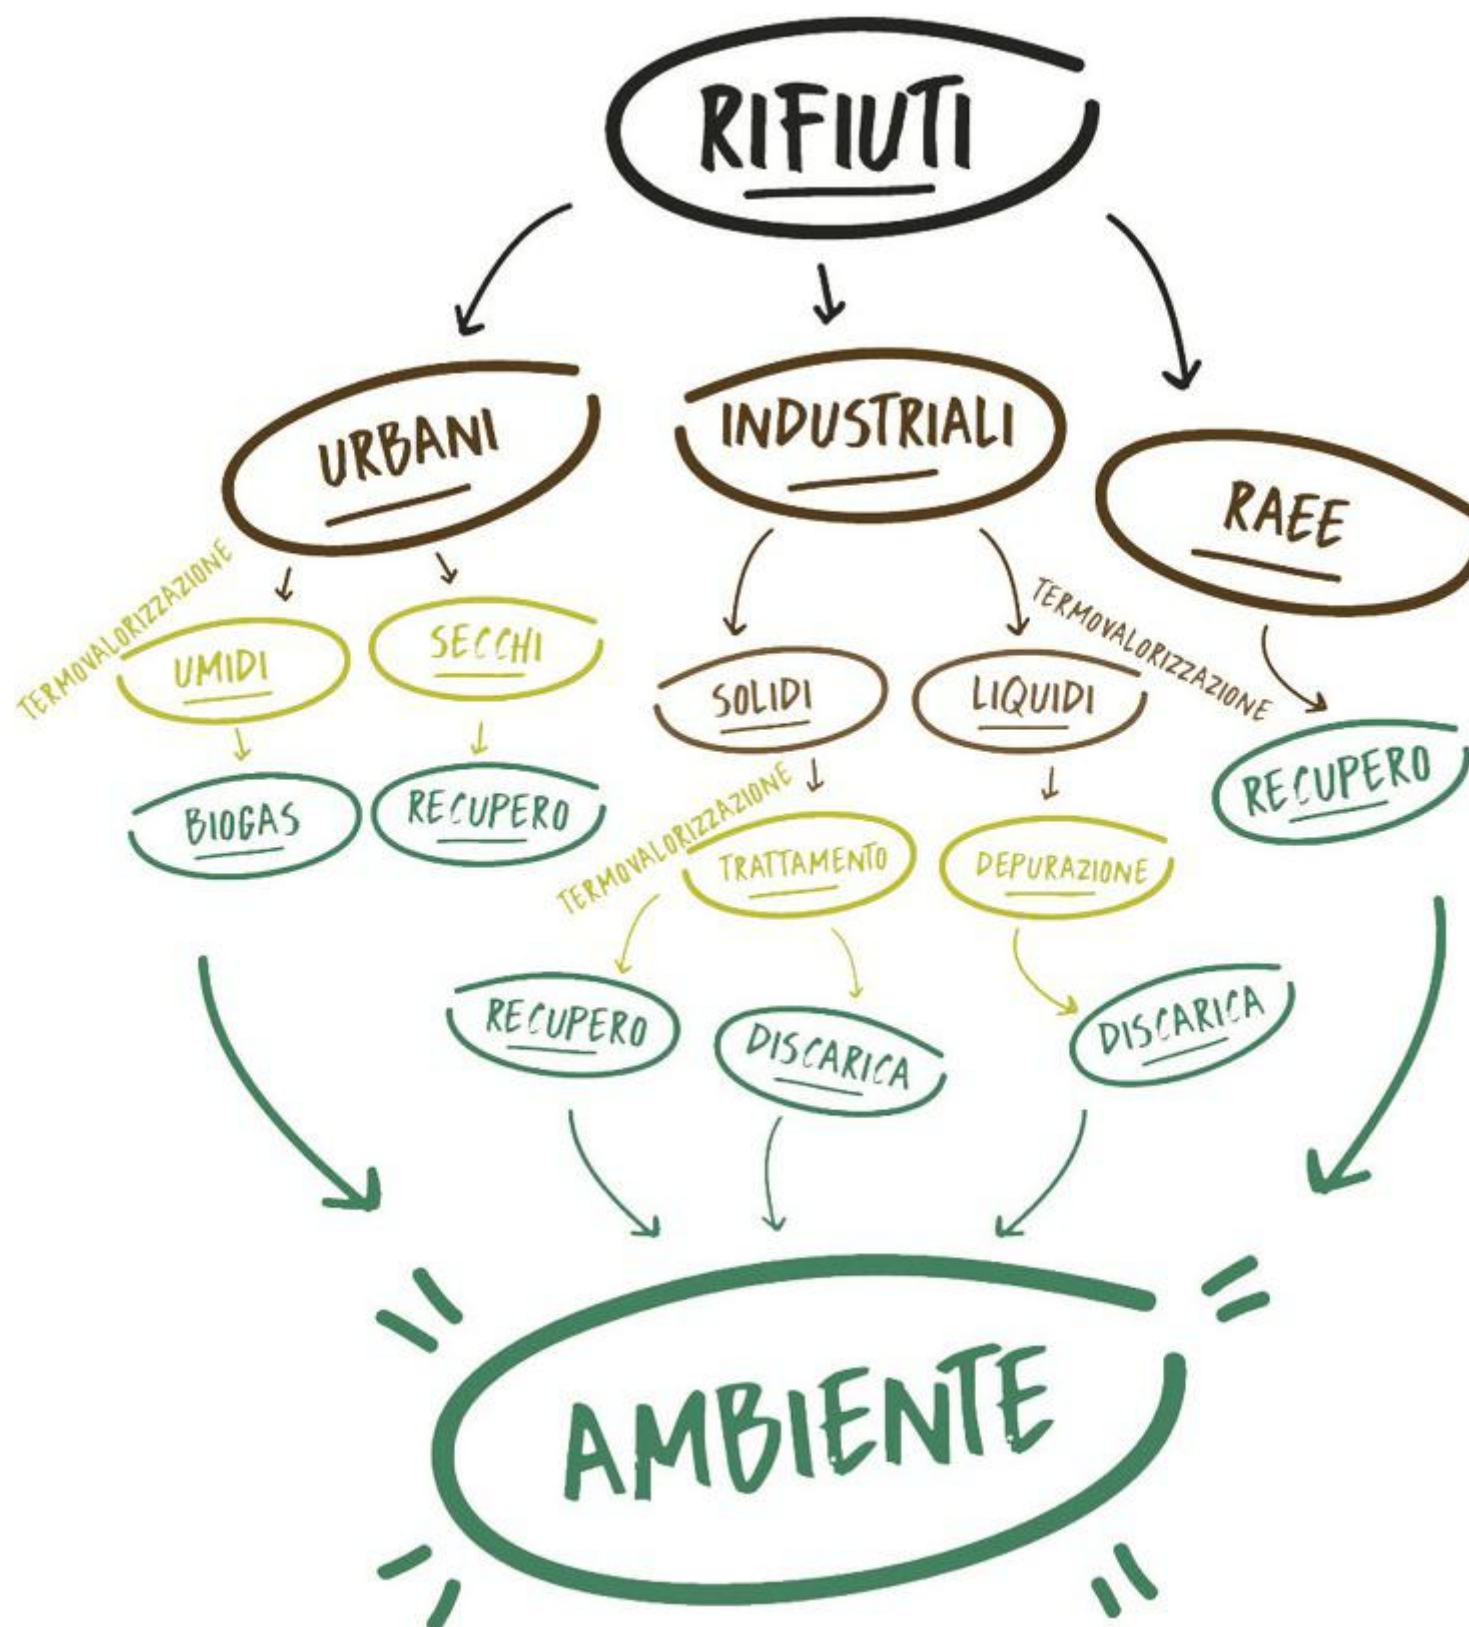 RIFIUTI
URBANI
INDUSTRIALI
RAEE
TERMOVALORIZZAZIONE
UMIDI
SECCHI
SOLIDI
LIQUIDI
TERMOVALORIZZAZIONE
BIOGAS
RECUPERO
RECUPERO
TERMOVALORIZZAZIONE
TRATTAMENTO
DEPURAZIONE
RECUPERO
DISCARICA
DISCARICA
AMBIENTE